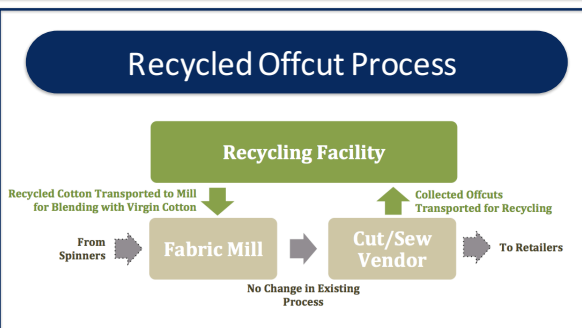 Recycled Offcut Process
Recycling Facility
Recycled Cotton Transported to Mill
for Blending with Virgin Cotton
Collected Offcuts
Transported for Recycling
From
Spinners
Fabric Mill
Cut/Sew
Vendor
To Retailers
No Change in Existing
Process